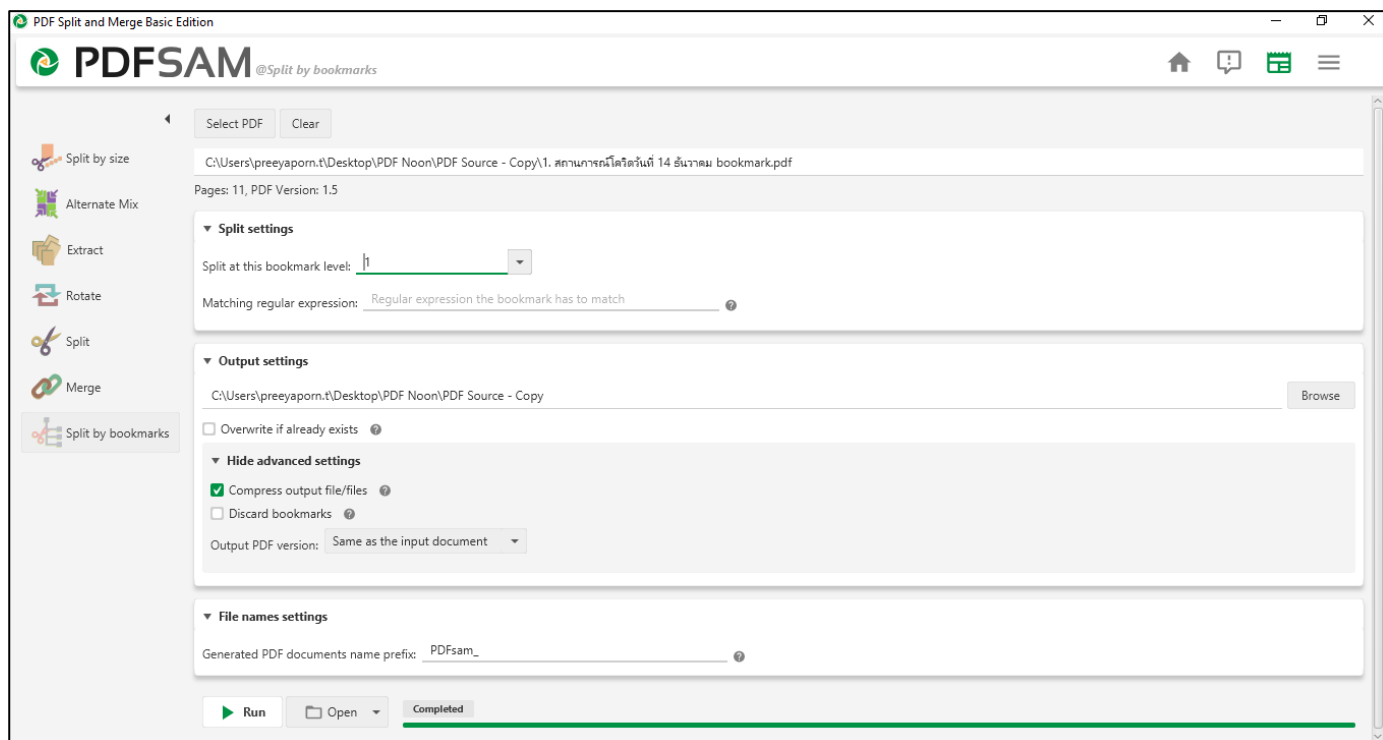 PDF Split and Merge Basic Edition
PDFSAM @Split by bookmarks
Select PDF Clear
C:\Users\preeyaporn.t\Desktop\PDF Noon\PDF Source - Copy\1. สถานการณ์โควิดวันที่ 14 ธันวาคม bookmark.pdf
Pages: 11, PDF Version: 1.5
Split by size
Alternate Mix
Extract
Rotate
Split
Merge
Split by bookmarks
Split settings
Split at this bookmark level: 1
Matching regular expression: Regular expression the bookmark has to match
Output settings
C:\Users\preeyaporn.t\Desktop\PDF Noon\PDF Source - Copy
Browse
Overwrite if already exists
Hide advanced settings
Compress output file/files
Discard bookmarks
Output PDF version: Same as the input document
File names settings
Generated PDF documents name prefix: PDFsam_
Run Open Completed